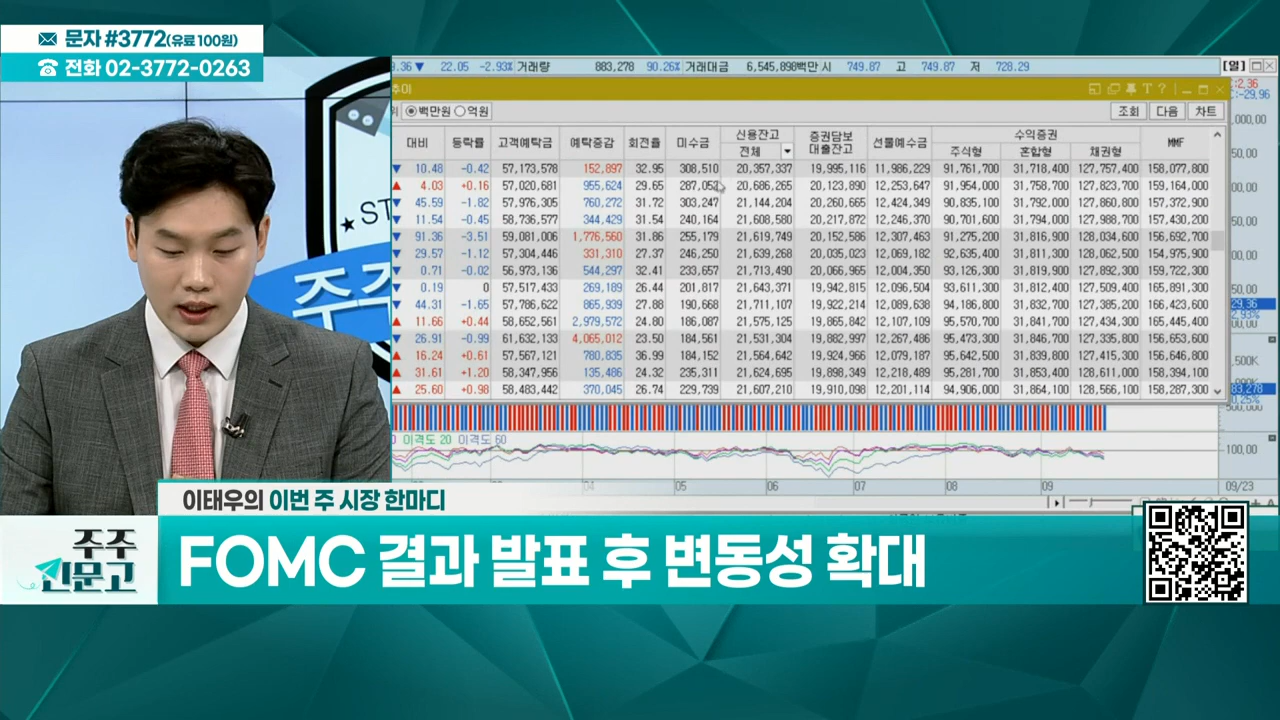 문자 #3772(유료 100원)
전화 02-3772-0263
9.36 ▼ 22.05 -2.93% 거래량 883,278 90.26% 거래대금 6,545,898백만 시 749.87 고 749.87 저 728.29 [열]
추이
백만원 억원 조회 다음 차트
대비 등락률 고객예탁금 예탁증감 회전율 미수금 신용잔고 전체 증권담보 대출잔고 선물예수금 수익증권 주식형 혼합형 채권형 MMF
▼ 10.48 -0.42 57,173,578 152,897 32.95 308,510 20,357,337 19,995,116 11,986,229 91,761,700 31,718,400 127,757,400 158,077,800
▲ 4.03 +0.16 57,020,681 955,624 29.65 287,052 20,686,265 20,123,890 12,253,647 91,954,000 31,758,700 127,823,700 159,164,000
▼ 45.59 -1.82 57,976,305 760,272 31.72 303,247 21,144,204 20,260,665 12,424,349 90,835,100 31,792,000 127,860,800 157,372,900
▼ 11.54 -0.45 58,736,577 344,429 31.54 240,164 21,608,580 20,217,872 12,246,370 90,701,600 31,794,000 127,988,700 157,430,200
▼ 91.36 -3.51 59,081,006 1,776,560 31.86 255,179 21,619,749 20,152,586 12,307,463 91,275,200 31,816,900 128,034,600 156,692,700
▼ 29.57 -1.12 57,304,446 331,310 27.37 246,250 21,639,268 20,035,023 12,069,182 92,635,400 31,811,300 128,062,500 154,975,900
▼ 0.71 -0.02 56,973,136 544,297 32.41 233,657 21,713,490 20,066,965 12,004,350 93,126,300 31,819,900 127,892,300 159,722,300
▼ 0.19 0 57,517,433 269,189 26.44 201,817 21,643,371 19,942,815 12,096,504 93,611,300 31,812,400 127,509,400 165,891,300
▼ 44.31 -1.65 57,786,622 865,939 27.88 190,668 21,711,107 19,922,214 12,029,638 94,186,800 31,832,700 127,385,200 166,423,600
▲ 11.66 +0.44 58,652,561 2,979,572 24.80 186,087 21,575,125 19,865,842 12,107,109 95,570,700 31,841,700 127,434,300 165,445,400
▼ 26.91 -0.99 61,632,133 4,065,012 23.50 184,561 21,531,304 19,882,997 12,267,486 95,473,300 31,846,700 127,335,800 156,653,600
▲ 16.24 +0.61 57,567,121 780,835 36.99 184,152 21,564,642 19,924,966 12,079,187 95,642,500 31,839,800 127,415,300 156,646,800
▲ 31.61 +1.20 58,347,956 135,486 24.32 235,311 21,624,695 19,898,349 12,218,489 95,281,700 31,853,400 128,611,000 158,394,100
▲ 25.60 +0.98 58,483,442 370,045 26.74 229,739 21,607,210 19,910,098 12,201,114 94,906,000 31,864,100 128,566,100 158,287,300
이격도 20 이격도 60
100.00
04 05 06 07 08 09 09/23
ST
주주
이태우의 이번 주 시장 한마디
주주
신문고
FOMC 결과 발표 후 변동성 확대